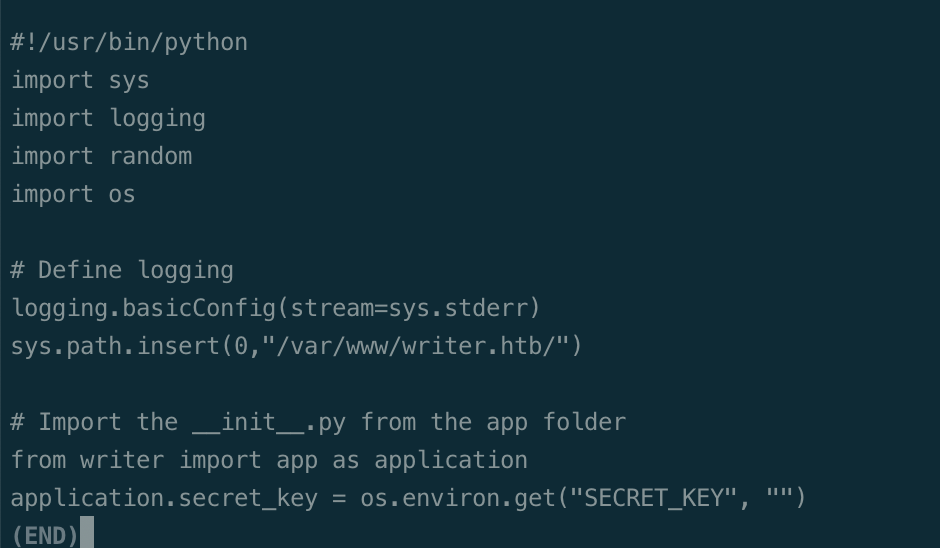 #!/usr/bin/python
import sys
import logging
import random
import os
# Define logging
logging.basicConfig(stream=sys.stderr)
sys.path.insert(0,"/var/www/writer.htb/")
# Import the __init__.py from the app folder
from writer import app as application
application.secret_key = os.environ.get("SECRET_KEY", "")
(END)